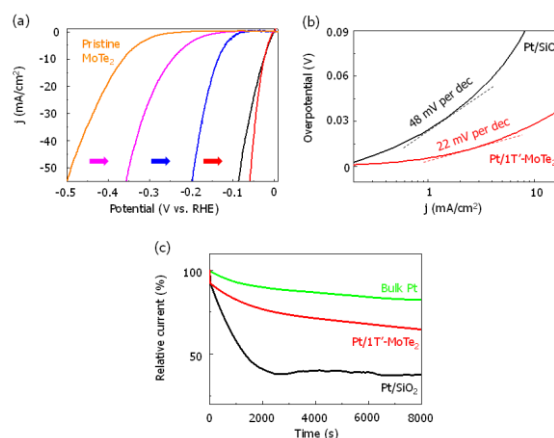 (a)
0
-10
-20
-30
-40
-50
j (mA/cm²)
Pristine
MoTe₂
-0.5
-0.4
-0.3
-0.2
-0.1
0
Potential (V vs. RHE)
(b)
0.09
0.06
0.03
0
Overpotential (V)
Pt/SiO
48 mV per dec
22 mV per dec
Pt/1T'-MoTe₂
1
10
j (mA/cm²)
(c)
100
50
Relative current (%)
Bulk Pt
Pt/1T'-MoTe₂
Pt/SiO₂
0
2000
4000
6000
8000
Time (s)